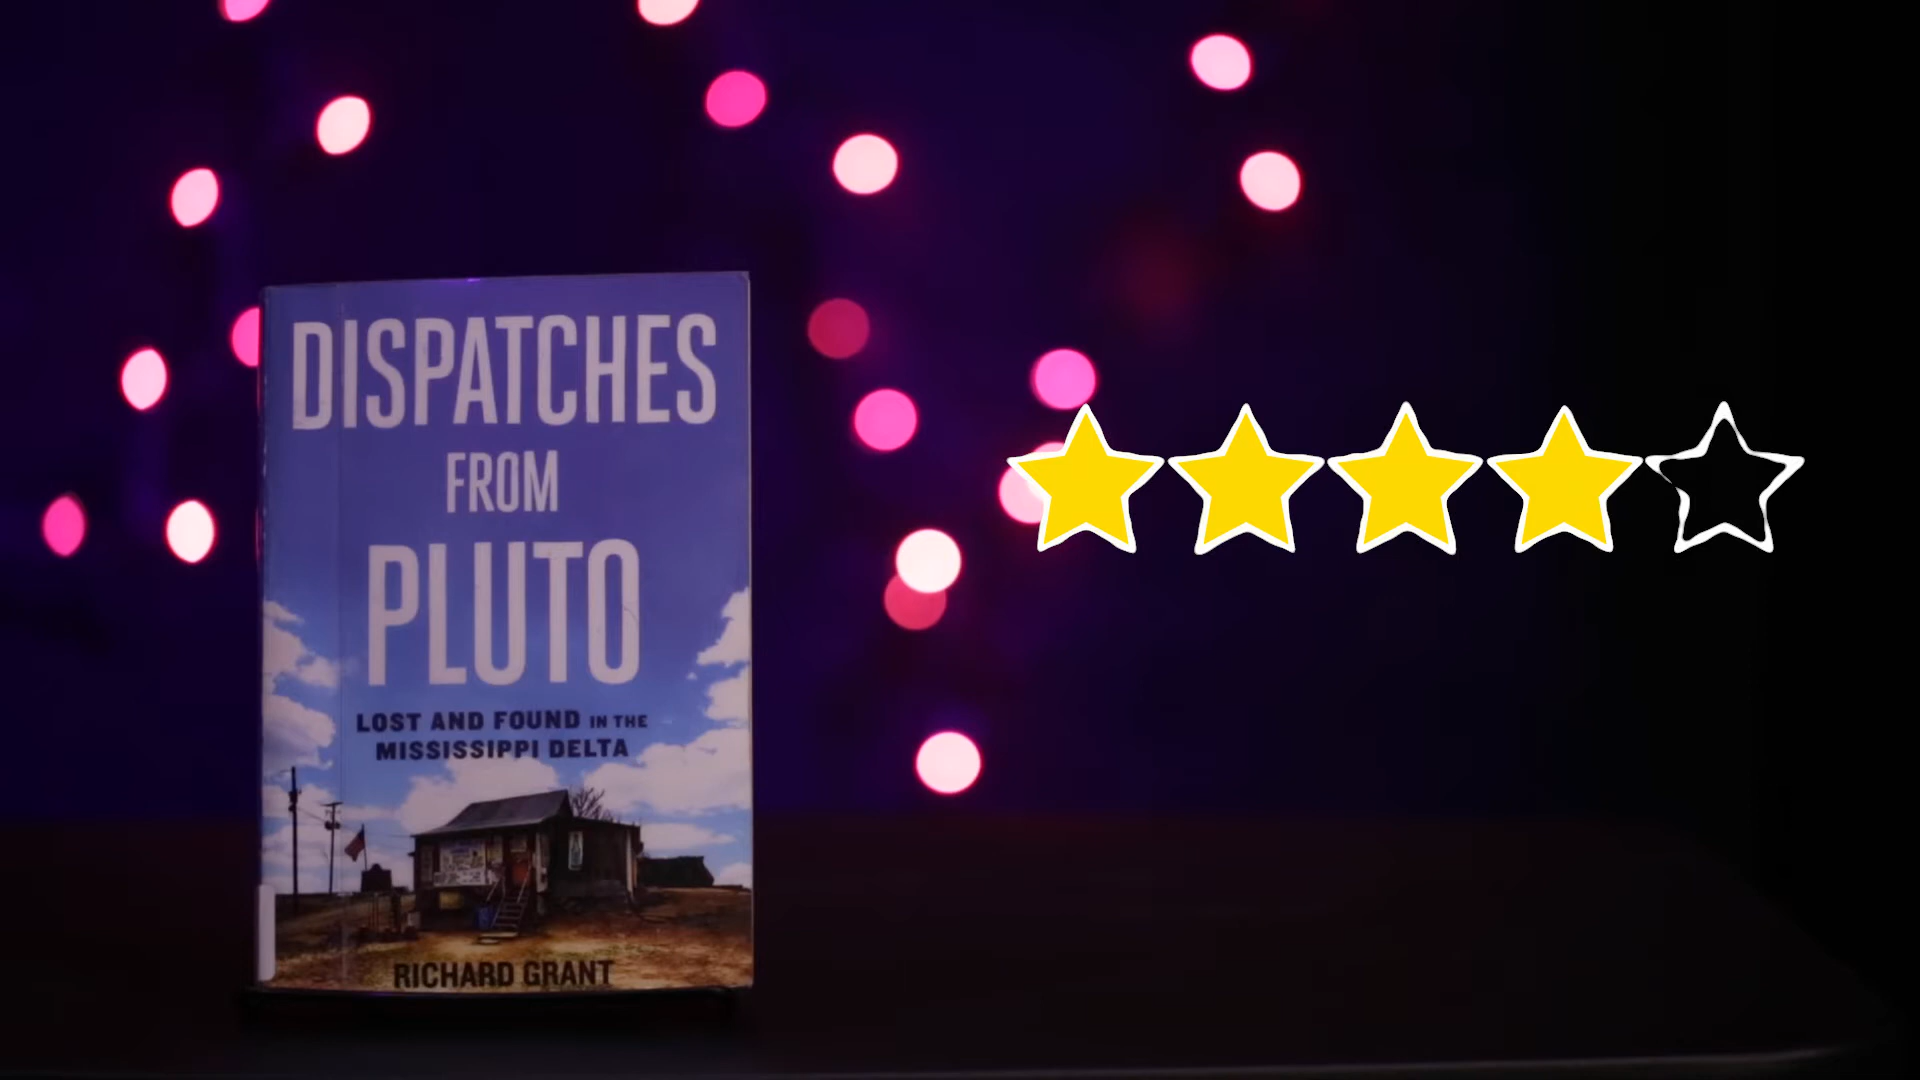 DISPATCHES
FROM
PLUTO
LOST AND FOUND IN THE
MISSISSIPPI DELTA
RICHARD GRANT